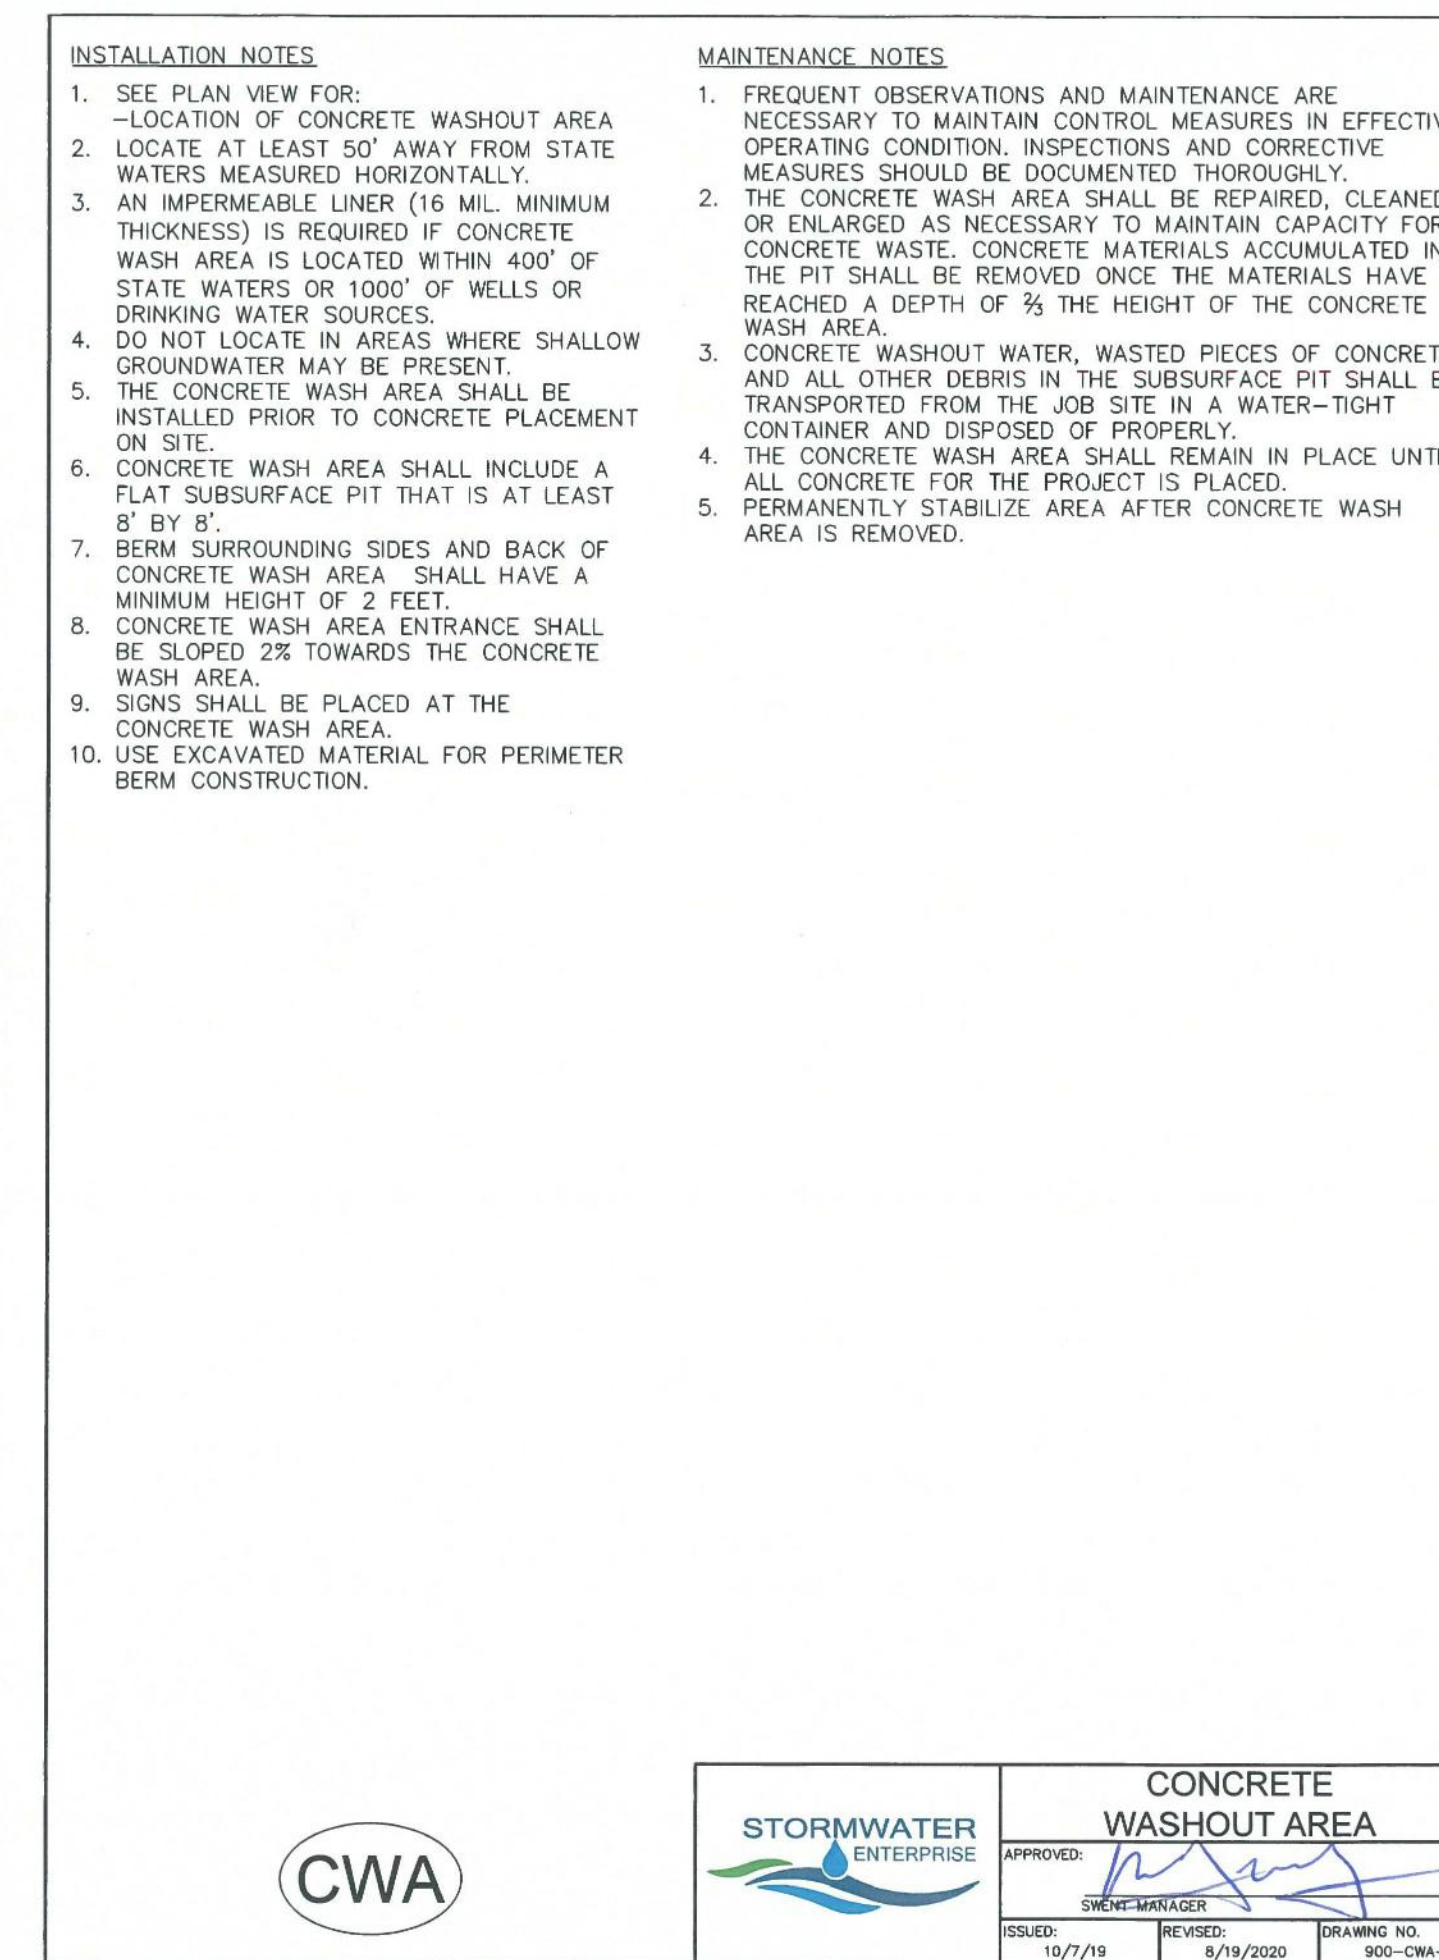 INSTALLATION NOTES
1. SEE PLAN VIEW FOR:
-LOCATION OF CONCRETE WASHOUT AREA
2. LOCATE AT LEAST 50' AWAY FROM STATE
WATERS MEASURED HORIZONTALLY.
3. AN IMPERMEABLE LINER (16 MIL. MINIMUM
THICKNESS) IS REQUIRED IF CONCRETE
WASH AREA IS LOCATED WITHIN 400' OF
STATE WATERS OR 1000' OF WELLS OR
DRINKING WATER SOURCES.
4. DO NOT LOCATE IN AREAS WHERE SHALLOW
GROUNDWATER MAY BE PRESENT.
5. THE CONCRETE WASH AREA SHALL BE
INSTALLED PRIOR TO CONCRETE PLACEMENT
ON SITE.
6. CONCRETE WASH AREA SHALL INCLUDE A
FLAT SUBSURFACE PIT THAT IS AT LEAST
8' BY 8'.
7. BERM SURROUNDING SIDES AND BACK OF
CONCRETE WASH AREA SHALL HAVE A
MINIMUM HEIGHT OF 2 FEET.
8. CONCRETE WASH AREA ENTRANCE SHALL
BE SLOPED 2% TOWARDS THE CONCRETE
WASH AREA.
9. SIGNS SHALL BE PLACED AT THE
CONCRETE WASH AREA.
10. USE EXCAVATED MATERIAL FOR PERIMETER
BERM CONSTRUCTION.
MAINTENANCE NOTES
1. FREQUENT OBSERVATIONS AND MAINTENANCE ARE
NECESSARY TO MAINTAIN CONTROL MEASURES IN EFFECTIV
OPERATING CONDITION. INSPECTIONS AND CORRECTIVE
MEASURES SHOULD BE DOCUMENTED THOROUGHLY.
2. THE CONCRETE WASH AREA SHALL BE REPAIRED, CLEANED
OR ENLARGED AS NECESSARY TO MAINTAIN CAPACITY FOR
CONCRETE WASTE. CONCRETE MATERIALS ACCUMULATED IN
THE PIT SHALL BE REMOVED ONCE THE MATERIALS HAVE
REACHED A DEPTH OF ⅔ THE HEIGHT OF THE CONCRETE
WASH AREA.
3. CONCRETE WASHOUT WATER, WASTED PIECES OF CONCRET
AND ALL OTHER DEBRIS IN THE SUBSURFACE PIT SHALL B
TRANSPORTED FROM THE JOB SITE IN A WATER-TIGHT
CONTAINER AND DISPOSED OF PROPERLY.
4. THE CONCRETE WASH AREA SHALL REMAIN IN PLACE UNTI
ALL CONCRETE FOR THE PROJECT IS PLACED.
5. PERMANENTLY STABILIZE AREA AFTER CONCRETE WASH
AREA IS REMOVED.
CWA
STORMWATER
ENTERPRISE
CONCRETE
WASHOUT AREA
APPROVED:
SWENT MANAGER
ISSUED:
10/7/19
REVISED:
8/19/2020
DRAWING NO.
900-CWA-